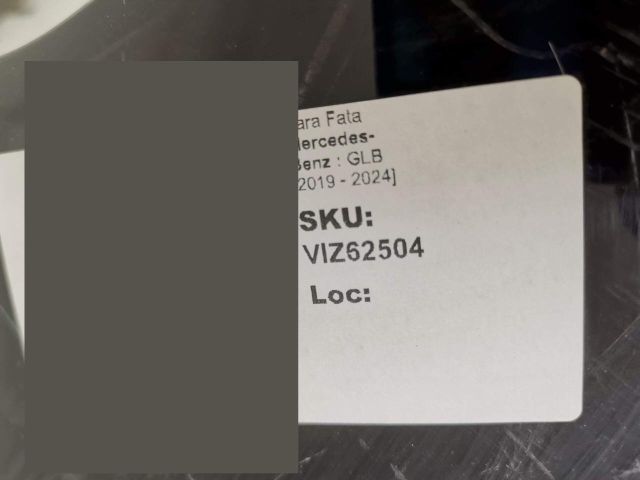 ara Fata
ercedes-
enz : GLB
2019 - 2024]
SKU:
VIZ62504
Loc: